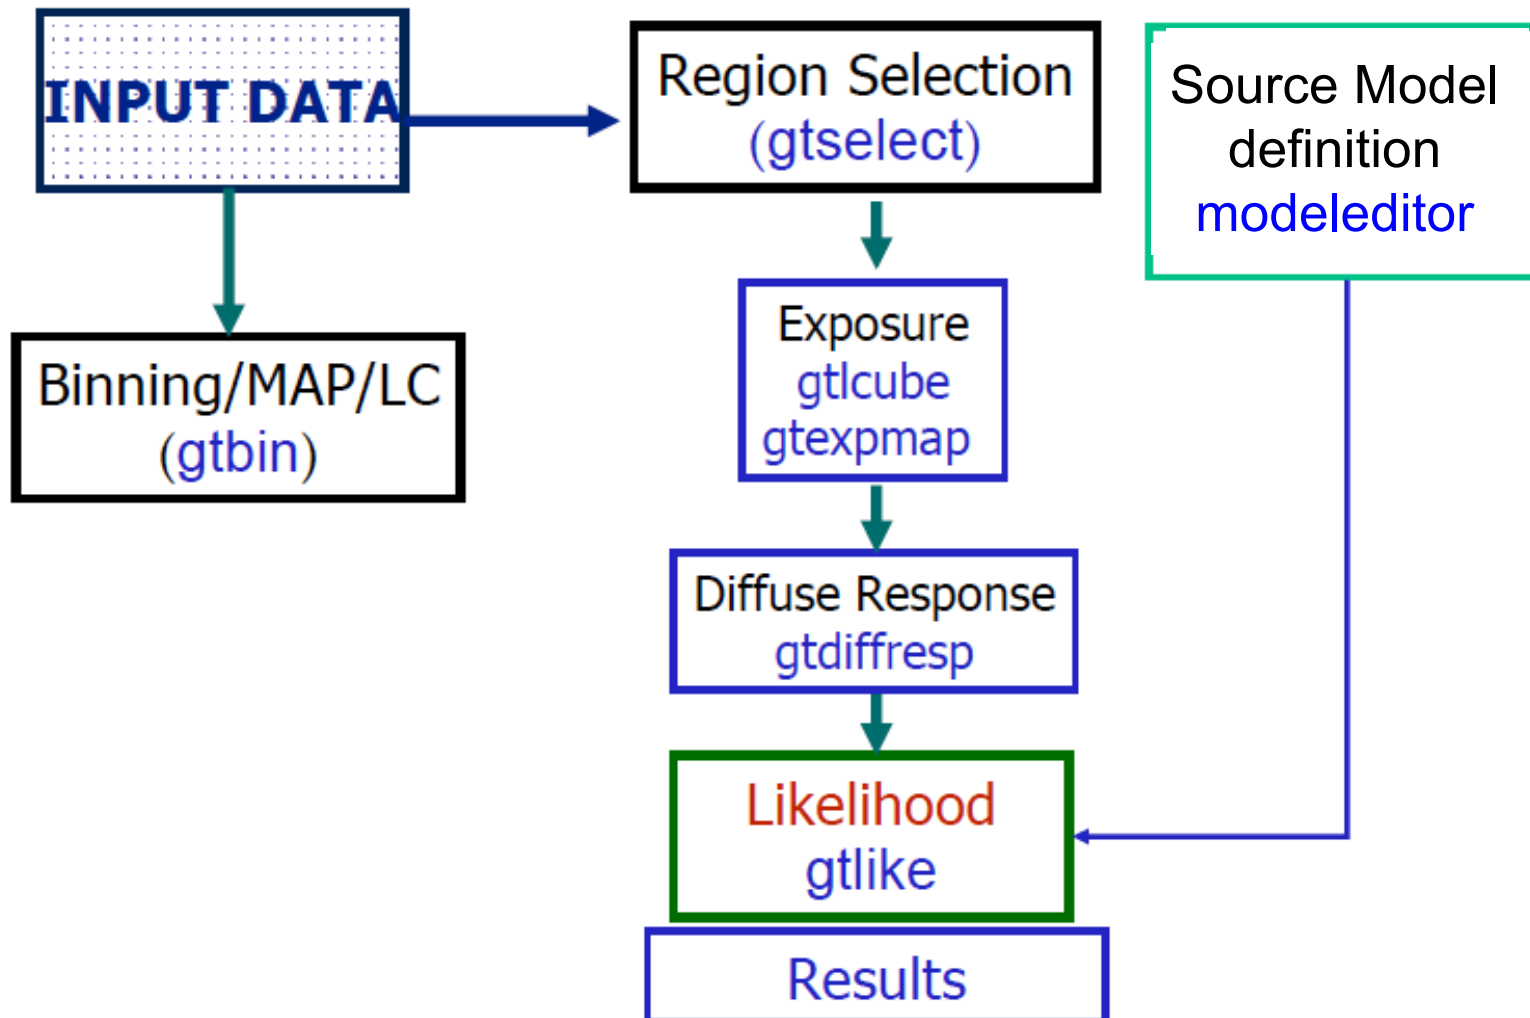 INPUT DATA
Region Selection
(gtselect)
Source Model
definition
modeleditor
Binning/MAP/LC
(gtbin)
Exposure
gtlcube
gtexpmap
Diffuse Response
gtdiffresp
Likelihood
gtlike
Results